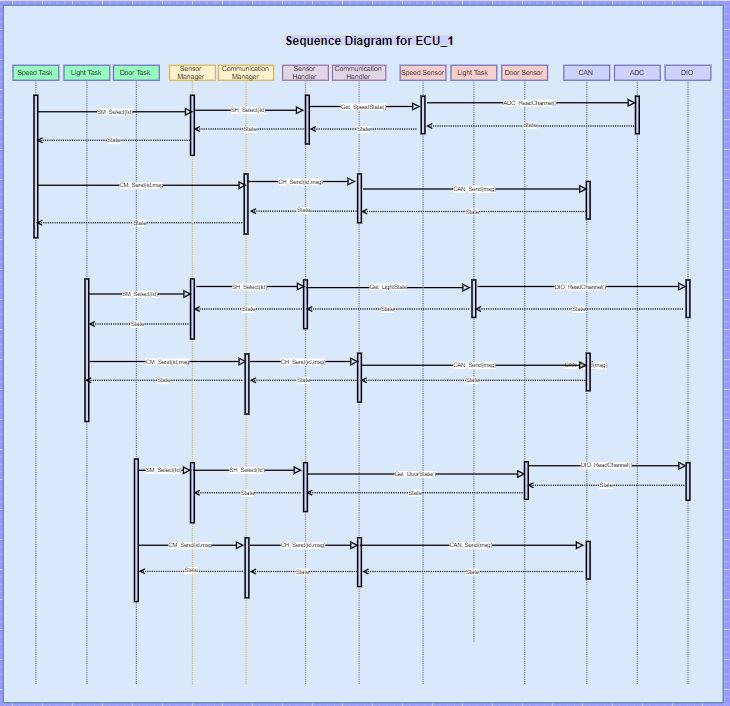 Sequence Diagram for ECU_1
Speed Task
Light Task
Door Task
Sensor
Manager
Communication
Manager
Sensor
Handler
Communication
Handler
Speed Sensor
Light Task
Door Sensor
CAN
ADC
DIO
SM_Select(Id)
SH_Select(Id)
Get_SpeedState()
ADC_ReadChannel()
State
State
State
State
CM_Send(id,msg
CH_Send(id,msg)
CAN_Send(msg)
State
State
State
SM_Select(Id)
SH_Select(Id)
Get_LightState
DIO_ReadChannel()
State
State
State
State
CM_Send(id,msg
CH_Send(id,msg)
CAN_Send(msg)
State
State
State
SM_Select(Id)
SH_Select(Id)
Get_DoorState()
DIO_ReadChannel()
State
State
State
CM_Send(id,msg
CH_Send(id,msg)
CAN_Send(msg)
State
State
State